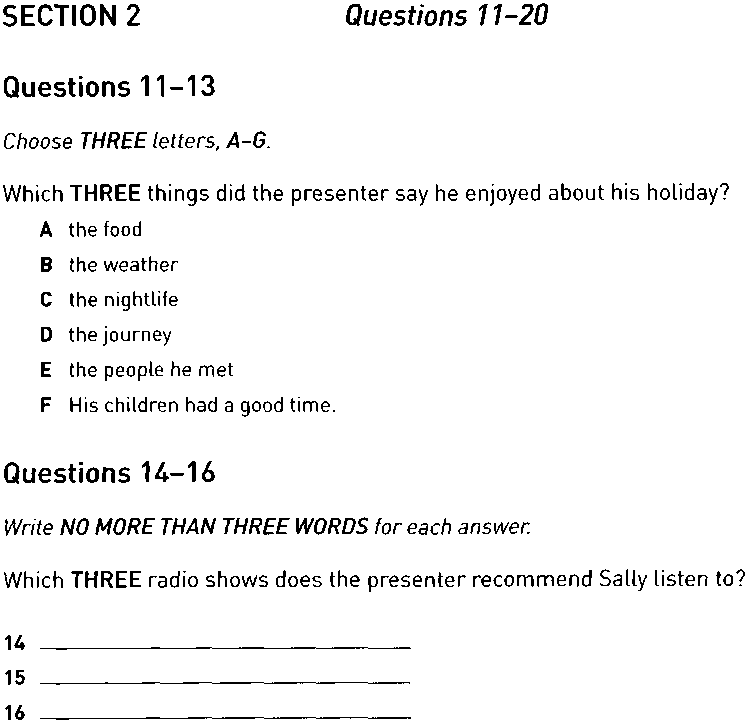 SECTION 2 Questions 11–20
Questions 11–13
Choose THREE letters, A–G.
Which THREE things did the presenter say he enjoyed about his holiday?
A the food
B the weather
C the nightlife
D the journey
E the people he met
F His children had a good time.
Questions 14–16
Write NO MORE THAN THREE WORDS for each answer.
Which THREE radio shows does the presenter recommend Sally listen to?
14
15
16